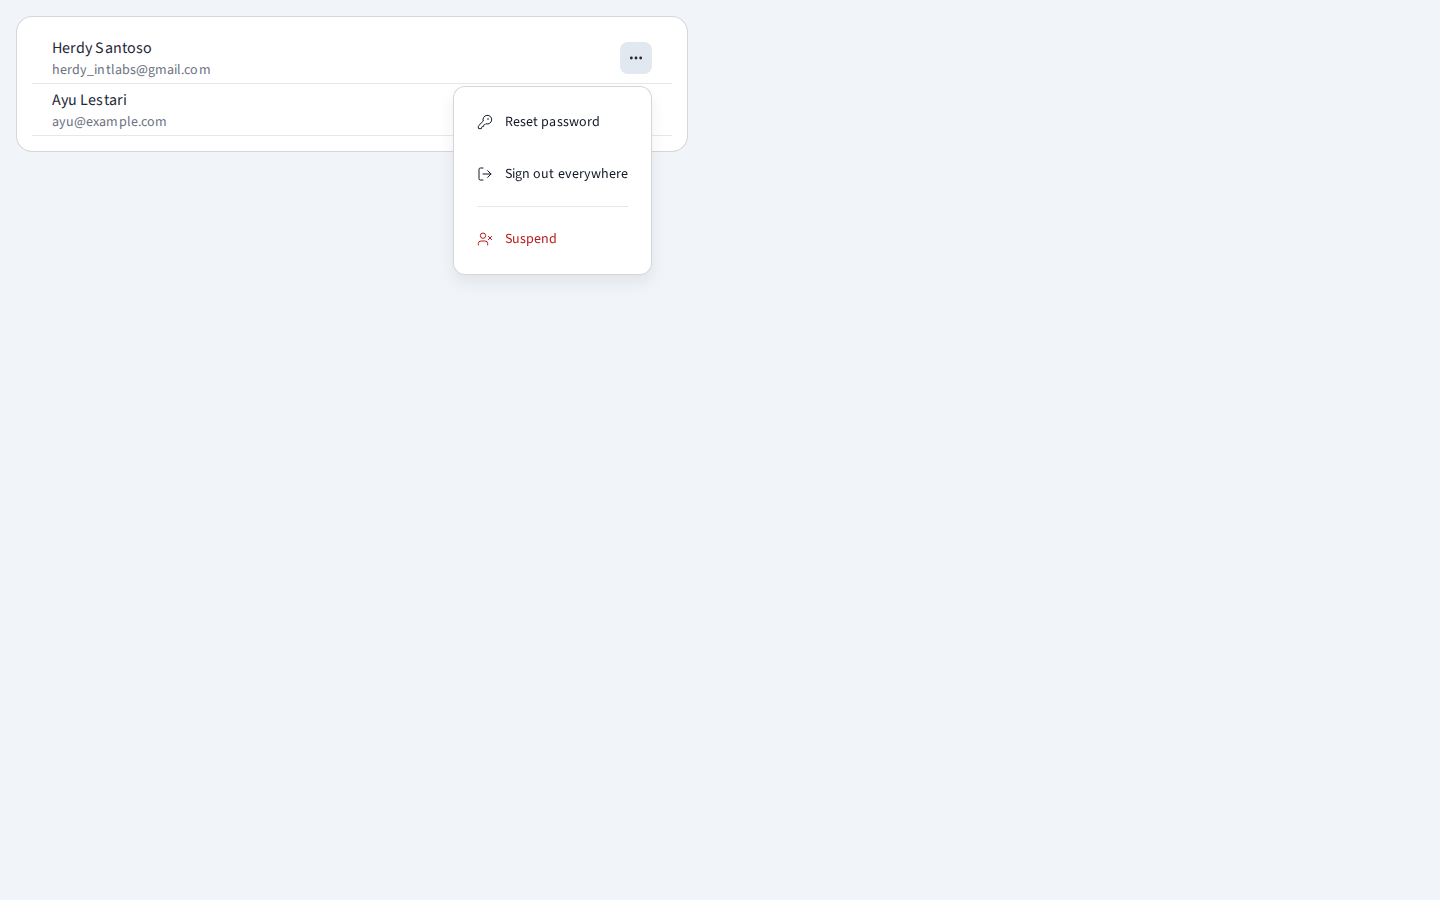 Herdy Santoso
herdy_intlabs@gmail.com
Ayu Lestari
ayu@example.com
Reset password
Sign out everywhere
Suspend